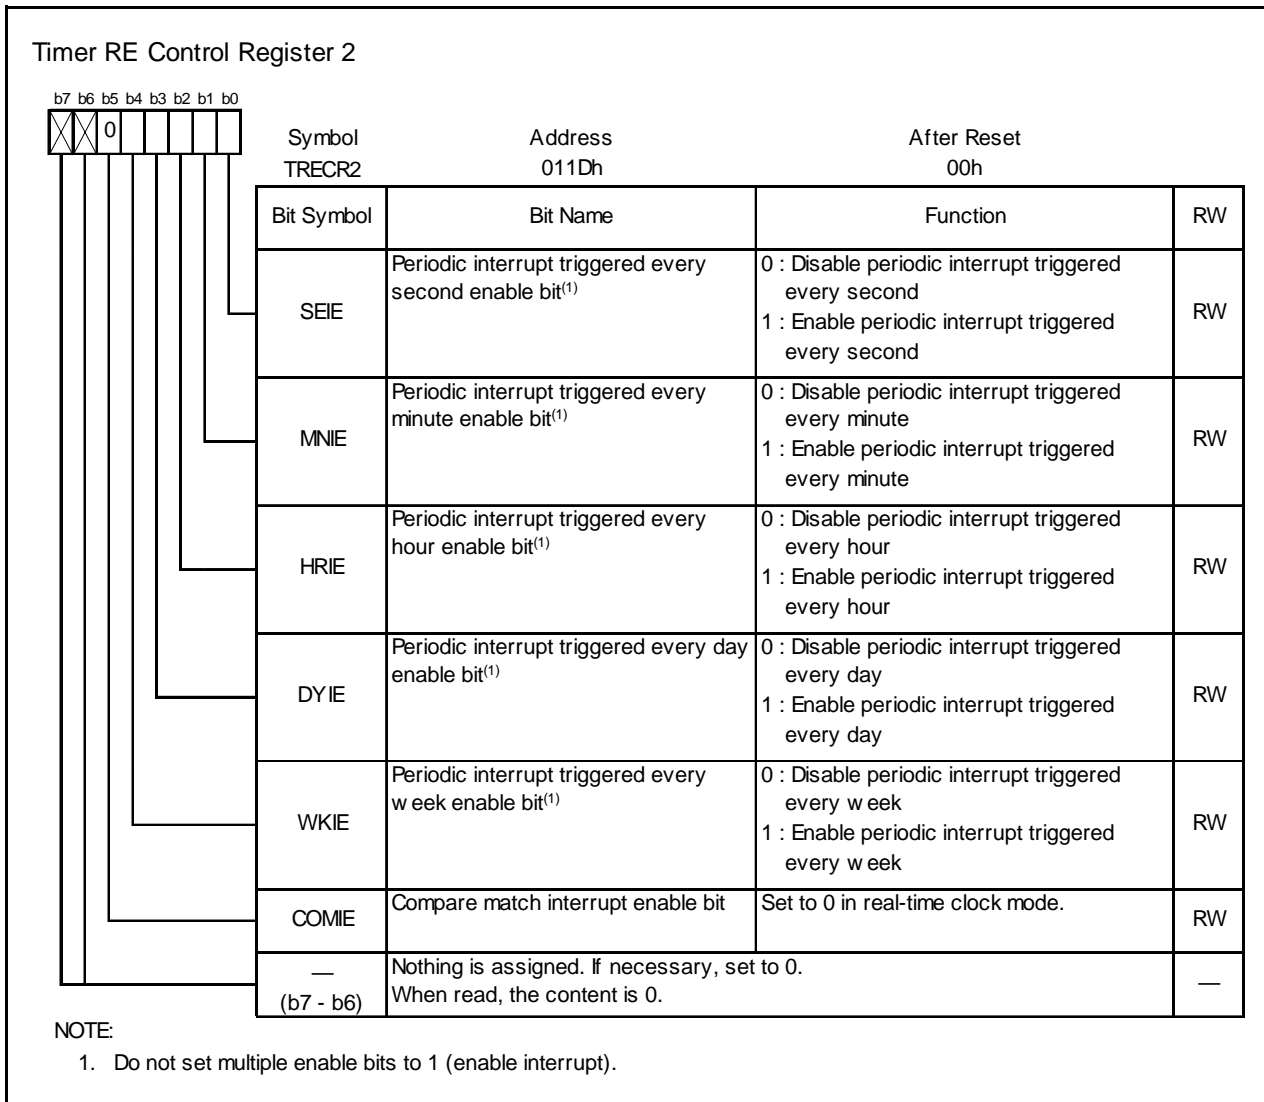 Timer RE Control Register 2
b7 b6 b5 b4 b3 b2 b1 b0
0
Symbol Address After Reset
TRECR2 011Dh 00h
Bit Symbol Bit Name Function RW
SEIE
Periodic interrupt triggered every
second enable bit(1)
0 : Disable periodic interrupt triggered
every second
1 : Enable periodic interrupt triggered
every second
RW
MNIE
Periodic interrupt triggered every
minute enable bit(1)
0 : Disable periodic interrupt triggered
every minute
1 : Enable periodic interrupt triggered
every minute
RW
HRIE
Periodic interrupt triggered every
hour enable bit(1)
0 : Disable periodic interrupt triggered
every hour
1 : Enable periodic interrupt triggered
every hour
RW
DYIE
Periodic interrupt triggered every day
enable bit(1)
0 : Disable periodic interrupt triggered
every day
1 : Enable periodic interrupt triggered
every day
RW
WKIE
Periodic interrupt triggered every
week enable bit(1)
0 : Disable periodic interrupt triggered
every week
1 : Enable periodic interrupt triggered
every week
RW
COMIE
Compare match interrupt enable bit
Set to 0 in real-time clock mode.
RW
—
(b7 - b6)
Nothing is assigned. If necessary, set to 0.
When read, the content is 0.
—
NOTE:
1. Do not set multiple enable bits to 1 (enable interrupt).